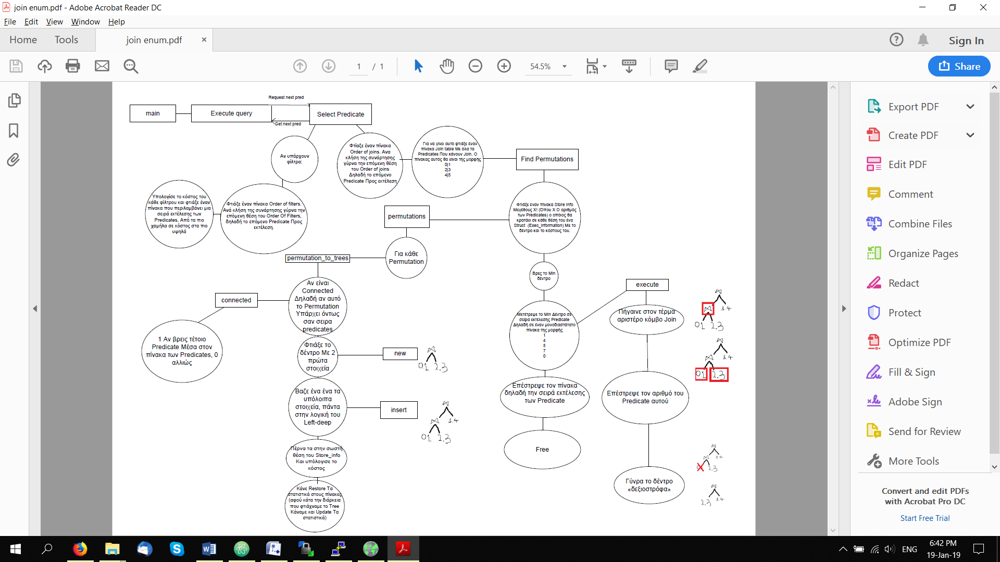 join enum.pdf - Adobe Acrobat Reader DC
File Edit View Window Help
Home Tools join enum.pdf × Sign In
1 / 1 54.5% Share
Request next pred
main
Execute query
Select Predicate
Get next pred
Αν υπάρχουν
φίλτρα:
Φτίαξε έναν πίνακα
Order of joins. Ανα
κλήση της συνάρτησης
γύρνα την επόμενη θέση
του Order of joins
Δηλαδή το επόμενο
Predicate Προς εκτέλεση
Για να γίνει αυτό φτιάξε έναν
πίνακα Join table Με όλα τα
Predicates Που κάνουν Join. Ο
πίνακας αυτός θα είναι της μορφής
0|1
2|3
4|5
Find Permutations
Υπολογίσε το κόστος του
κάθε φίλτρου και φτιάξε έναν
πίνακα που περιλαμβάνει μια
σειρά εκτέλεσης των
Predicates, Από τα πιο
χαμήλα σε κόστος στα πιο
υψηλά
Φτιάξε έναν πίνακα Order of filters.
Ανά κλήση της συνάρτησης γύρνα την
επόμενη θέση του Order Of Filters,
δηλαδή το επόμενο Predicate Προς
εκτέλεση.
permutations
Φτιάξε έναν πίνακα Store info
Μεγέθους X! (Όπου X Ο αριθμός
των Predicates) ο οποίος θα
κρατάει σε κάθε θέση του ένα
Struct (Exec_information) Με το
δέντρο και το κόστους του.
permutation_to_trees
Για κάθε
Permutation
Βρες το Min
δέντρο
execute
connected
Αν είναι
Connected
Δηλαδή αν αυτό
το Permutation
Υπάρχει όντως
σαν σειρα
predicates
1 Αν βρεις τέτοιο
Predicate Μέσα στον
πίνακα των Predicates, 0
αλλιώς
Μετέτρεψε το Min Δέντρο σε
σείρα εκτέλεσης Predicate
Δηλαδή σε έναν μονοδιαστάτατο
πίνακα της μορφής
1
4
5
7
0
Πήγαινε στον τέρμα
αριστέρο κόμβο Join
⋈
⋈ 3.4
0.1 2.3
⋈
⋈ 3.4
0.1 2.3
Φτιάξε το
δέντρο Με 2
πρώτα
στοιχεία
new
⋈
0.1 2.3
Βαζε ένα ένα τα
υπόλοιπα
στοιχεία, πάντα
στην λογική του
Left-deep
insert
⋈
⋈ 3.4
0.1 2.3
Επέστρεψε τον πίνακα
δηλαδή την σειρά εκτέλεσης
των Predicate
Επέστρεψε τον αριθμό του
Predicate αυτού
Πέρνα τα στην σωστή
θέση του Store_info
Και υπόλογισε το
κόστος
Free
⋈
⋈ 3.4
2.3
Κάνε Restore Τα
στατιστικά στους πίνακες
(αφού κάτα την διάρκεια
που φτιάχναμε το Tree
Κάναμε και Update Τα
στατιστικά)
Γύνρα το δέντρο
«δεξιοστρόφα»
⋈
2.3 3.4
Export PDF
Create PDF
Edit PDF
Comment
Combine Files
Organize Pages
Redact
Protect
Optimize PDF
Fill & Sign
Adobe Sign
Send for Review
More Tools
Convert and edit PDFs
with Acrobat Pro DC
Start Free Trial
ENG
6:42 PM
19-Jan-19